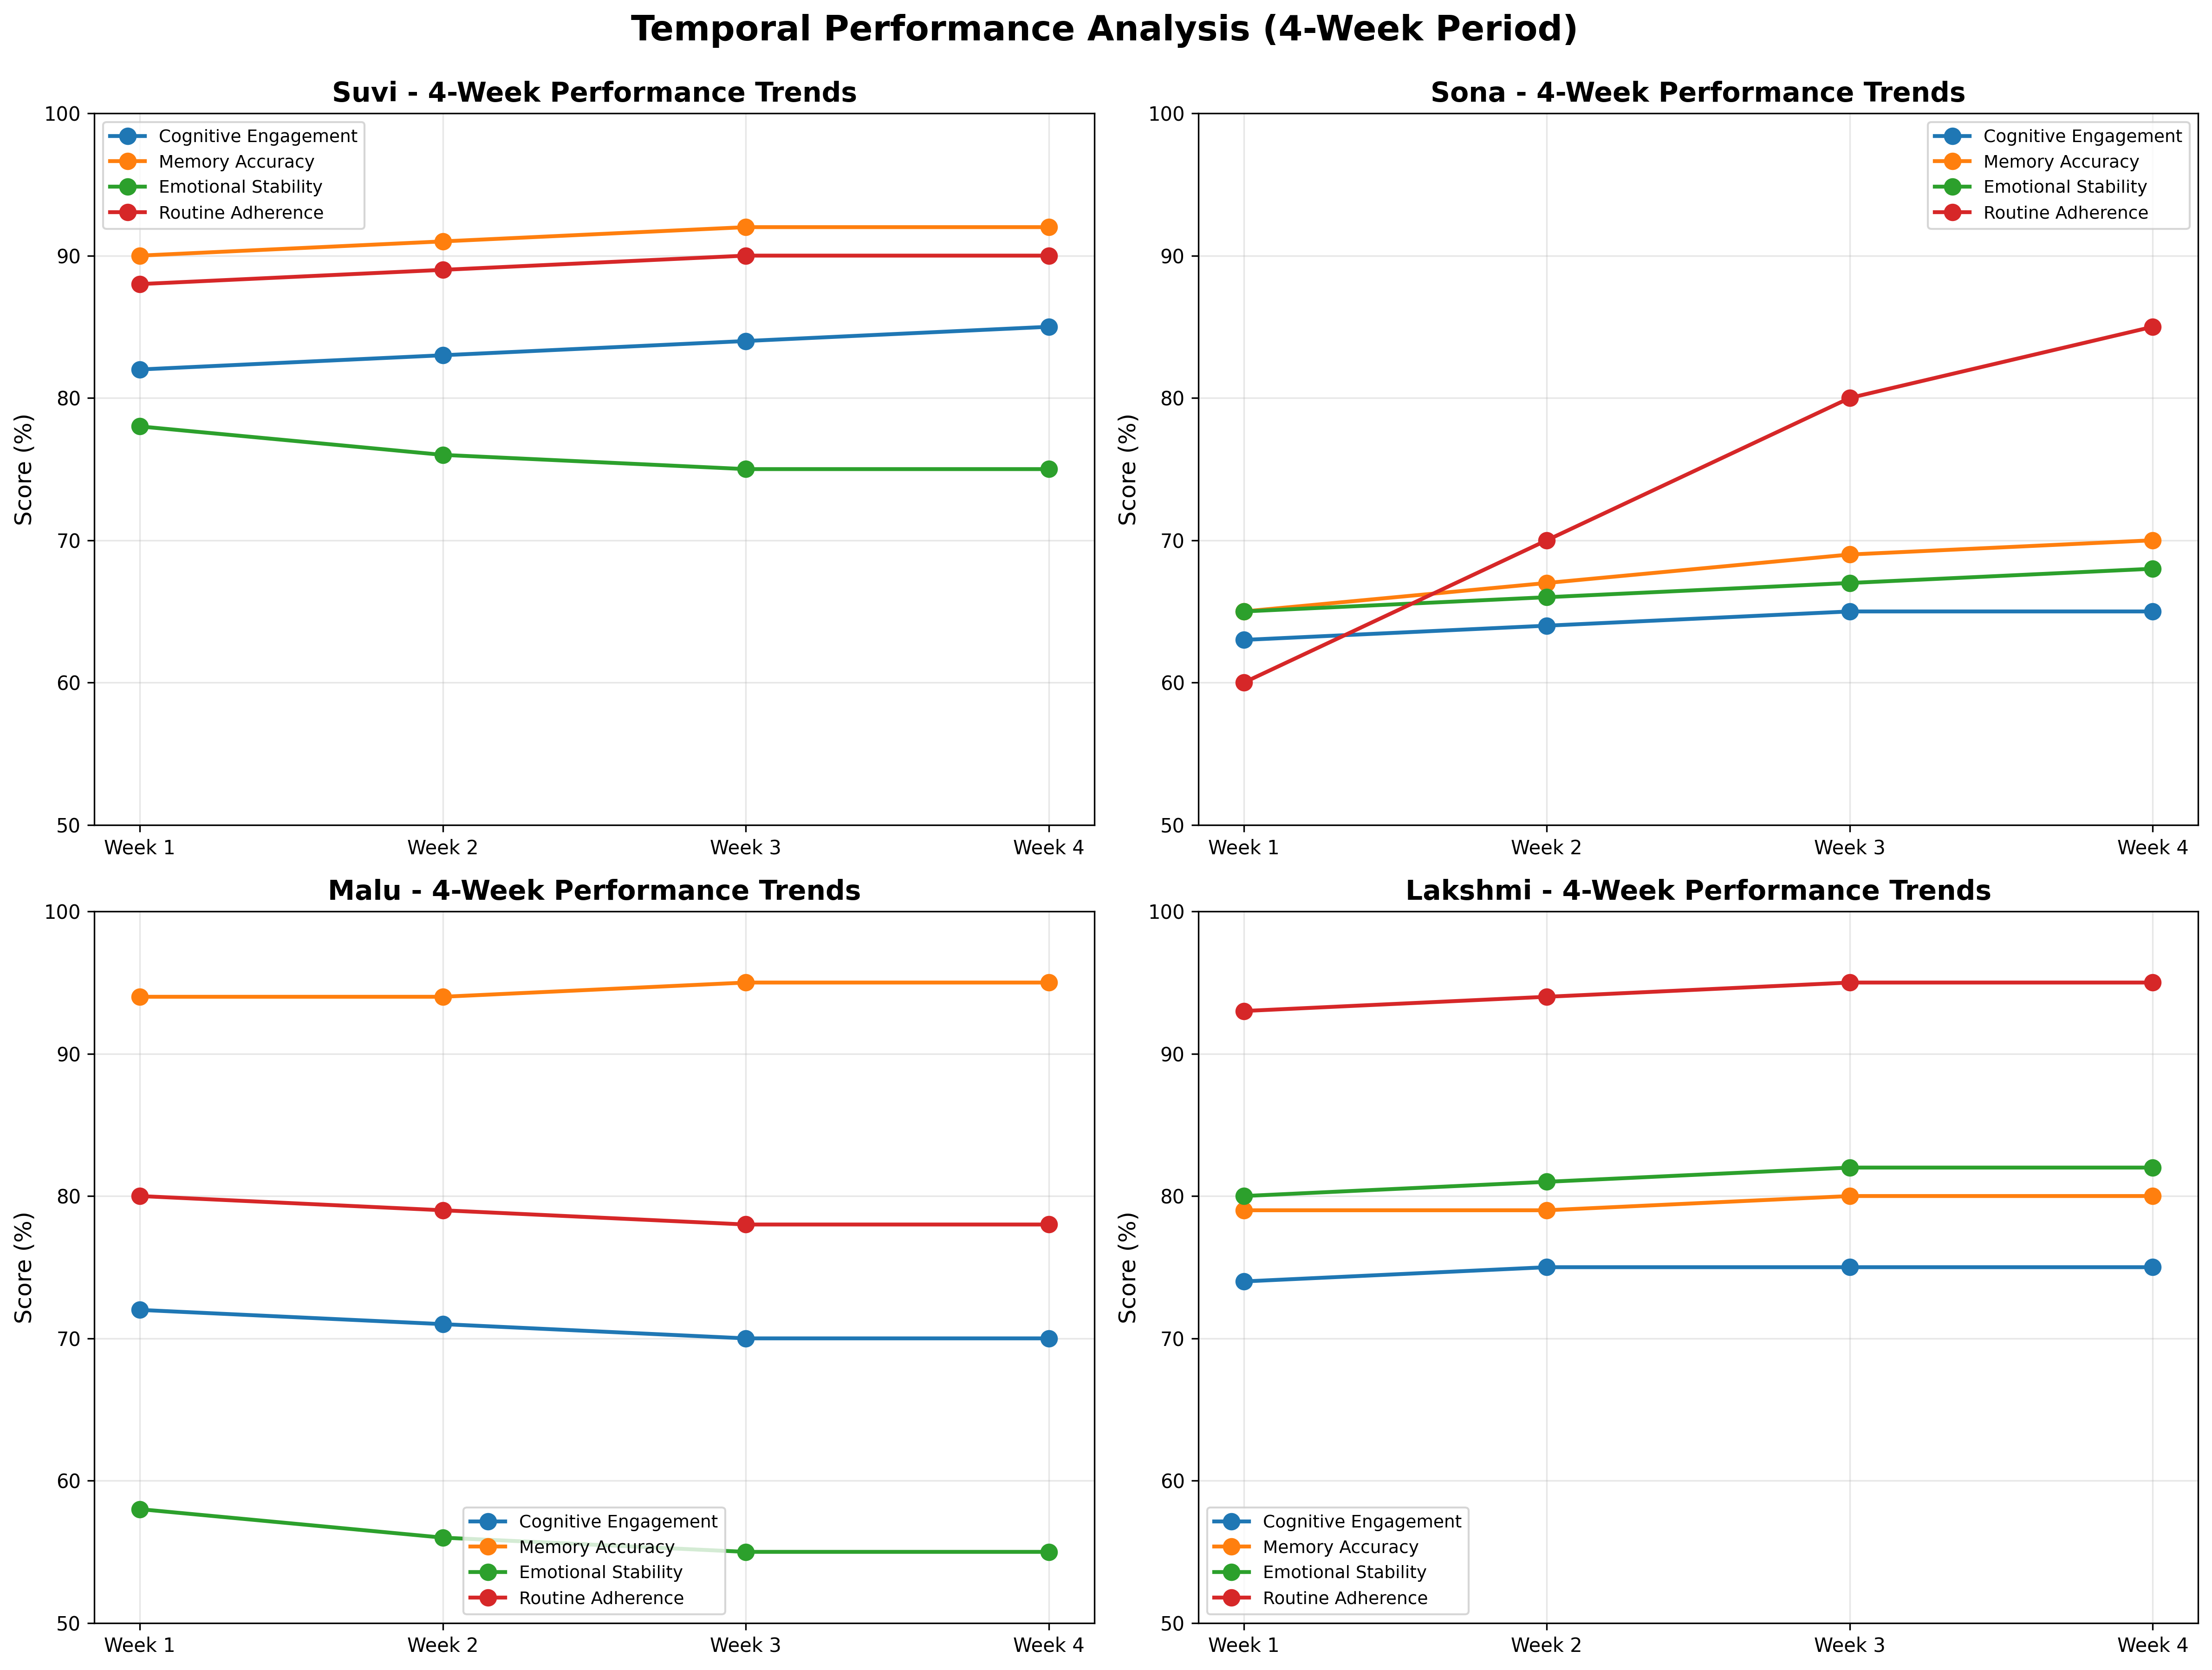 Temporal Performance Analysis (4-Week Period)
Suvi - 4-Week Performance Trends
100
90
80
70
60
50
Score (%)
Cognitive Engagement
Memory Accuracy
Emotional Stability
Routine Adherence
Week 1 Week 2 Week 3 Week 4
Sona - 4-Week Performance Trends
100
90
80
70
60
50
Score (%)
Cognitive Engagement
Memory Accuracy
Emotional Stability
Routine Adherence
Week 1 Week 2 Week 3 Week 4
Malu - 4-Week Performance Trends
100
90
80
70
60
50
Score (%)
Cognitive Engagement
Memory Accuracy
Emotional Stability
Routine Adherence
Week 1 Week 2 Week 3 Week 4
Lakshmi - 4-Week Performance Trends
100
90
80
70
60
50
Score (%)
Cognitive Engagement
Memory Accuracy
Emotional Stability
Routine Adherence
Week 1 Week 2 Week 3 Week 4